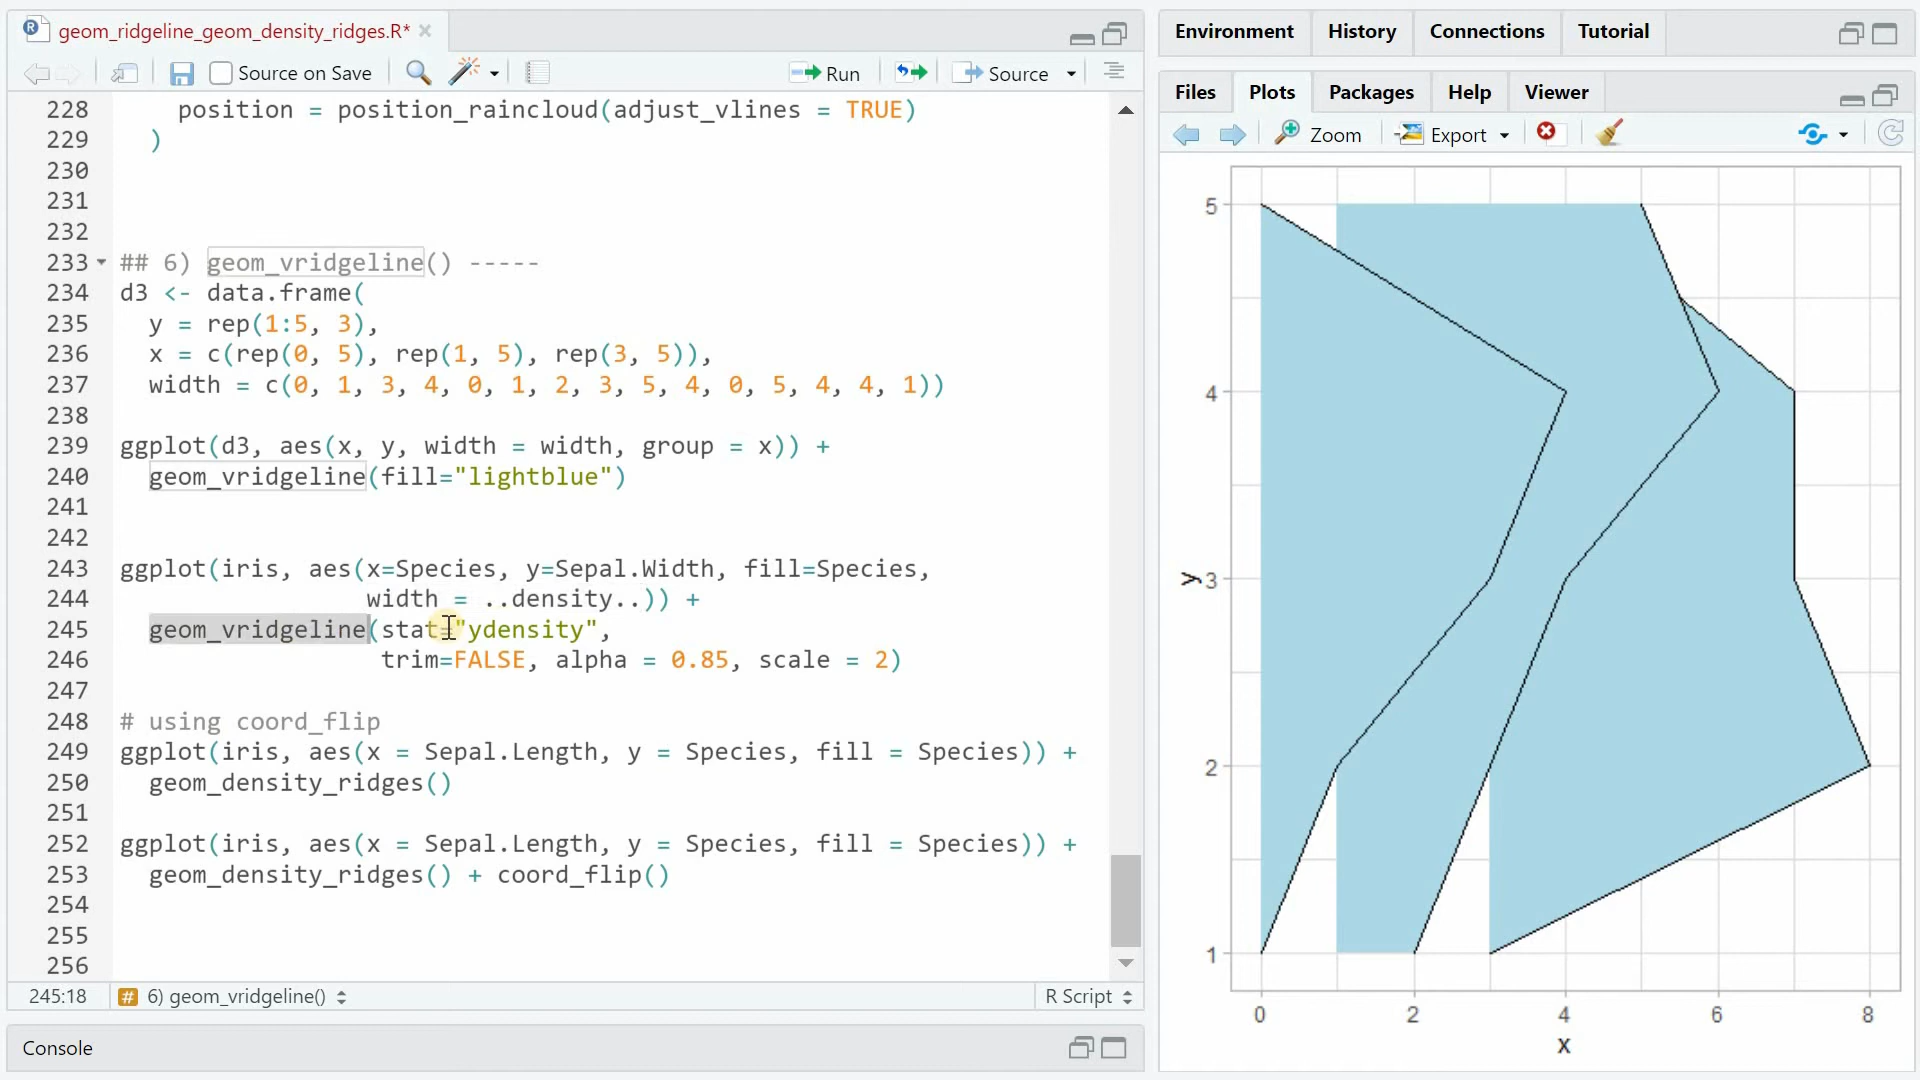 geom_ridgeline_geom_density_ridges.R*
Source on Save
Run
Source
228 position = position_raincloud(adjust_vlines = TRUE)
229 )
230
231
232
233 ## 6) geom_vridgeline() -----
234 d3 <- data.frame(
235 y = rep(1:5, 3),
236 x = c(rep(0, 5), rep(1, 5), rep(3, 5)),
237 width = c(0, 1, 3, 4, 0, 1, 2, 3, 5, 4, 0, 5, 4, 4, 1))
238
239 ggplot(d3, aes(x, y, width = width, group = x)) +
240 geom_vridgeline(fill="lightblue")
241
242
243 ggplot(iris, aes(x=Species, y=Sepal.Width, fill=Species,
244 width = ..density..)) +
245 geom_vridgeline(stat="ydensity",
246 trim=FALSE, alpha = 0.85, scale = 2)
247
248 # using coord_flip
249 ggplot(iris, aes(x = Sepal.Length, y = Species, fill = Species)) +
250 geom_density_ridges()
251
252 ggplot(iris, aes(x = Sepal.Length, y = Species, fill = Species)) +
253 geom_density_ridges() + coord_flip()
254
255
256
245:18 # 6) geom_vridgeline() R Script
Console
Environment History Connections Tutorial
Files Plots Packages Help Viewer
Zoom Export
5
4
y 3
2
1
0 2 4 6 8
x